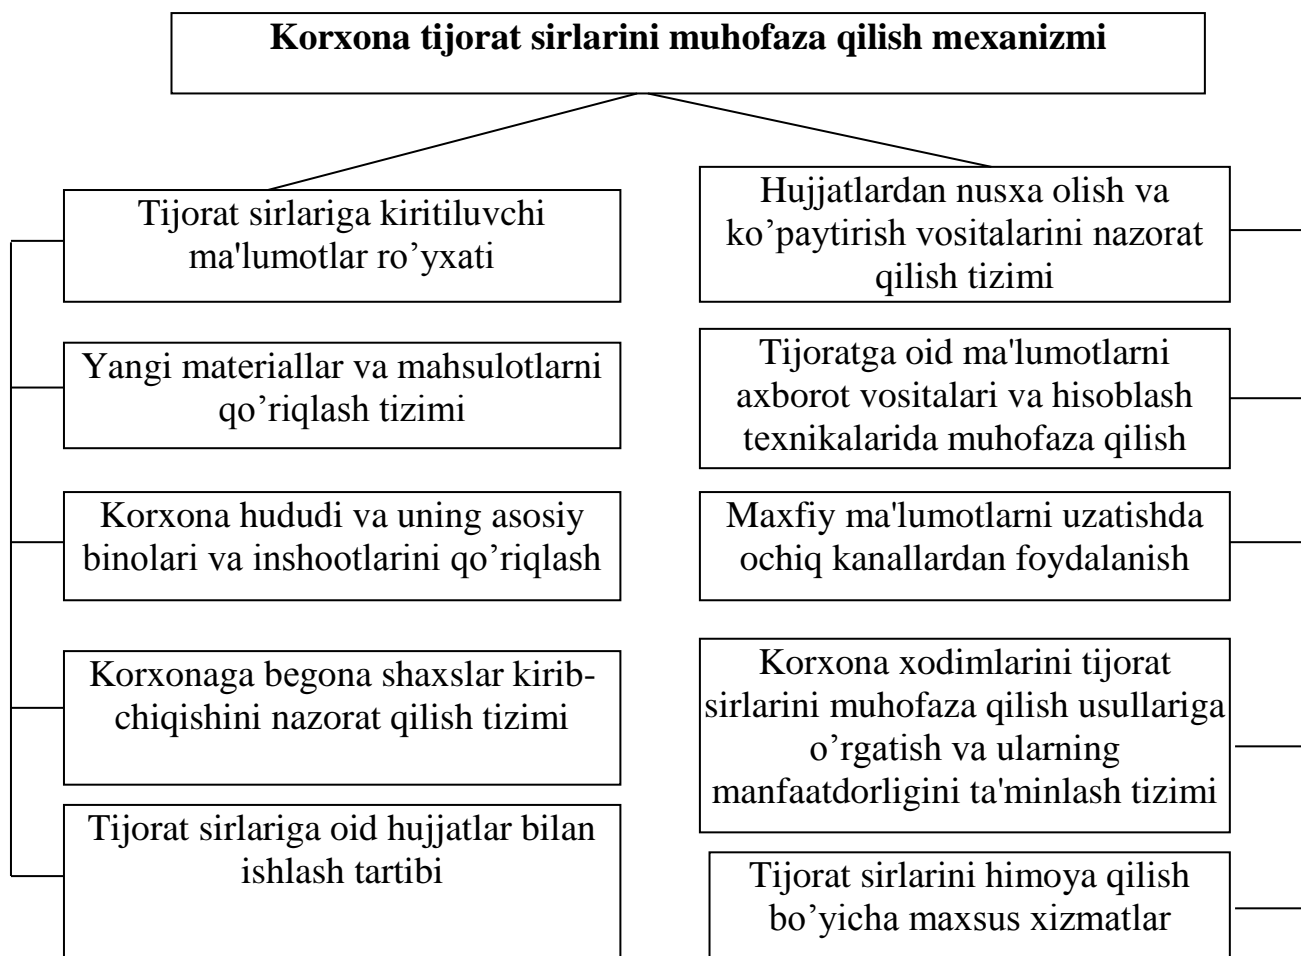 Korxona tijorat sirlarini muhofaza qilish mexanizmi
Tijorat sirlariga kiritiluvchi
ma'lumotlar ro’yxati
Yangi materiallar va mahsulotlarni
qo’riqlash tizimi
Korxona hududi va uning asosiy
binolari va inshootlarini qo’riqlash
Korxonaga begona shaxslar kirib-
chiqishini nazorat qilish tizimi
Tijorat sirlariga oid hujjatlar bilan
ishlash tartibi
Hujjatlardan nusxa olish va
ko’paytirish vositalarini nazorat
qilish tizimi
Tijoratga oid ma'lumotlarni
axborot vositalari va hisoblash
texnikalarida muhofaza qilish
Maxfiy ma'lumotlarni uzatishda
ochiq kanallardan foydalanish
Korxona xodimlarini tijorat
sirlarini muhofaza qilish usullariga
o’rgatish va ularning
manfaatdorligini ta'minlash tizimi
Tijorat sirlarini himoya qilish
bo’yicha maxsus xizmatlar